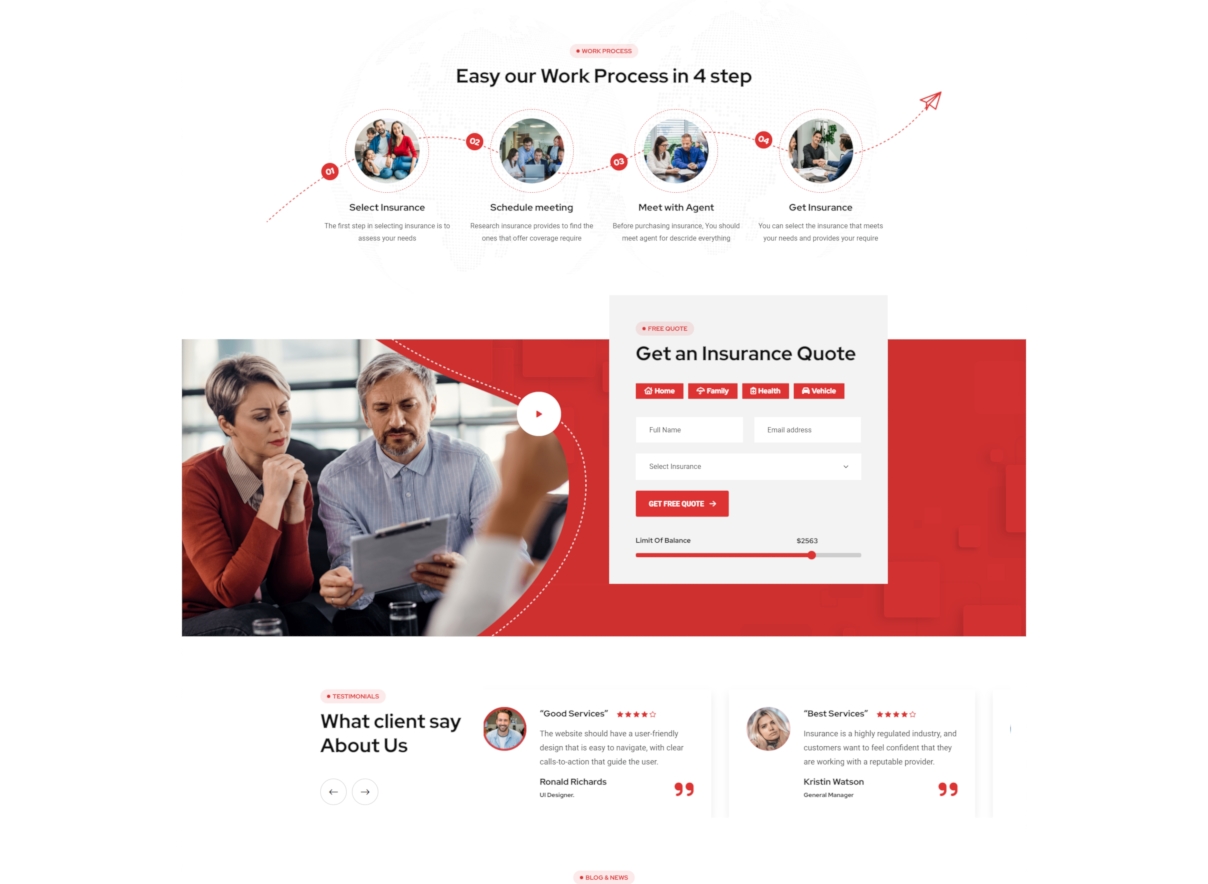 WORK PROCESS
Easy our Work Process in 4 step
01
02
03
04
Select Insurance
The first step in selecting insurance is to
assess your needs
Schedule meeting
Research insurance provides to find the
ones that offer coverage require
Meet with Agent
Before purchasing insurance, You should
meet agent for descride everything
Get Insurance
You can select the insurance that meets
your needs and provides your require
FREE QUOTE
Get an Insurance Quote
Home
Family
Health
Vehicle
Full Name
Email address
Select Insurance
GET FREE QUOTE
Limit Of Balance
$2563
TESTIMONIALS
What client say
About Us
"Good Services"
The website should have a user-friendly
design that is easy to navigate, with clear
calls-to-action that guide the user.
Ronald Richards
UI Designer.
"Best Services"
Insurance is a highly regulated industry, and
customers want to feel confident that they
are working with a reputable provider.
Kristin Watson
General Manager
BLOG & NEWS